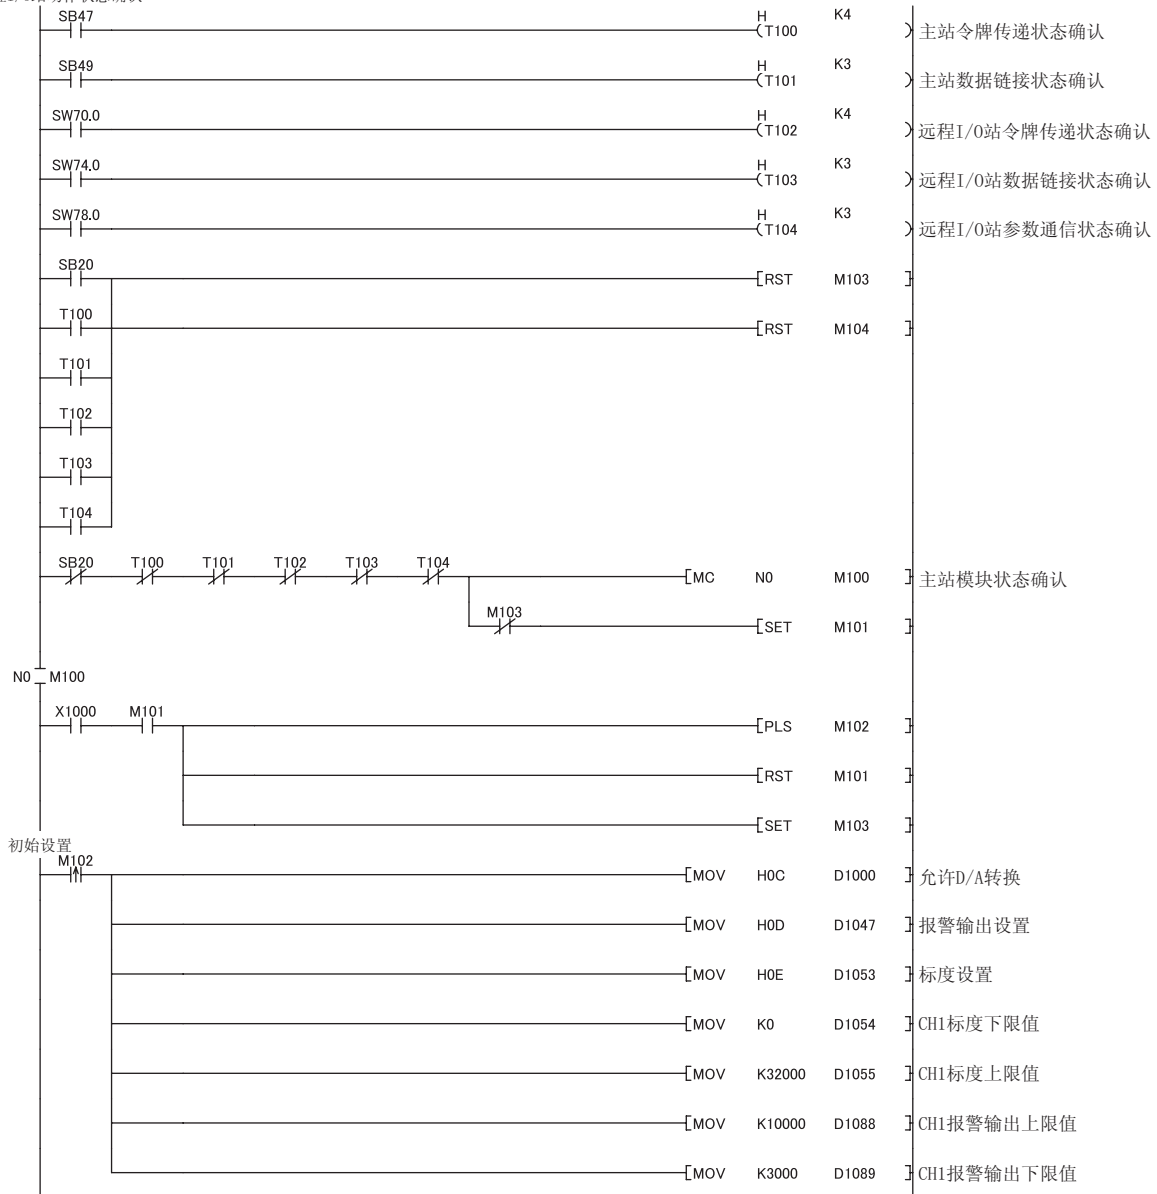 SB47 H K4
T100 主站令牌传递状态确认
SB49 H K3
T101 主站数据链接状态确认
SW70.0 H K4
T102 远程I/O站令牌传递状态确认
SW74.0 H K3
T103 远程I/O站数据链接状态确认
SW78.0 H K3
T104 远程I/O站参数通信状态确认
SB20
RST M103
T100
RST M104
T101
T102
T103
T104
SB20 T100 T101 T102 T103 T104
MC N0 M100 主站模块状态确认
M103
SET M101
N0 M100
X1000 M101
PLS M102
RST M101
SET M103
初始设置
M102
MOV H0C D1000 允许D/A转换
MOV H0D D1047 报警输出设置
MOV H0E D1053 标度设置
MOV K0 D1054 CH1标度下限值
MOV K32000 D1055 CH1标度上限值
MOV K10000 D1088 CH1报警输出上限值
MOV K3000 D1089 CH1报警输出下限值